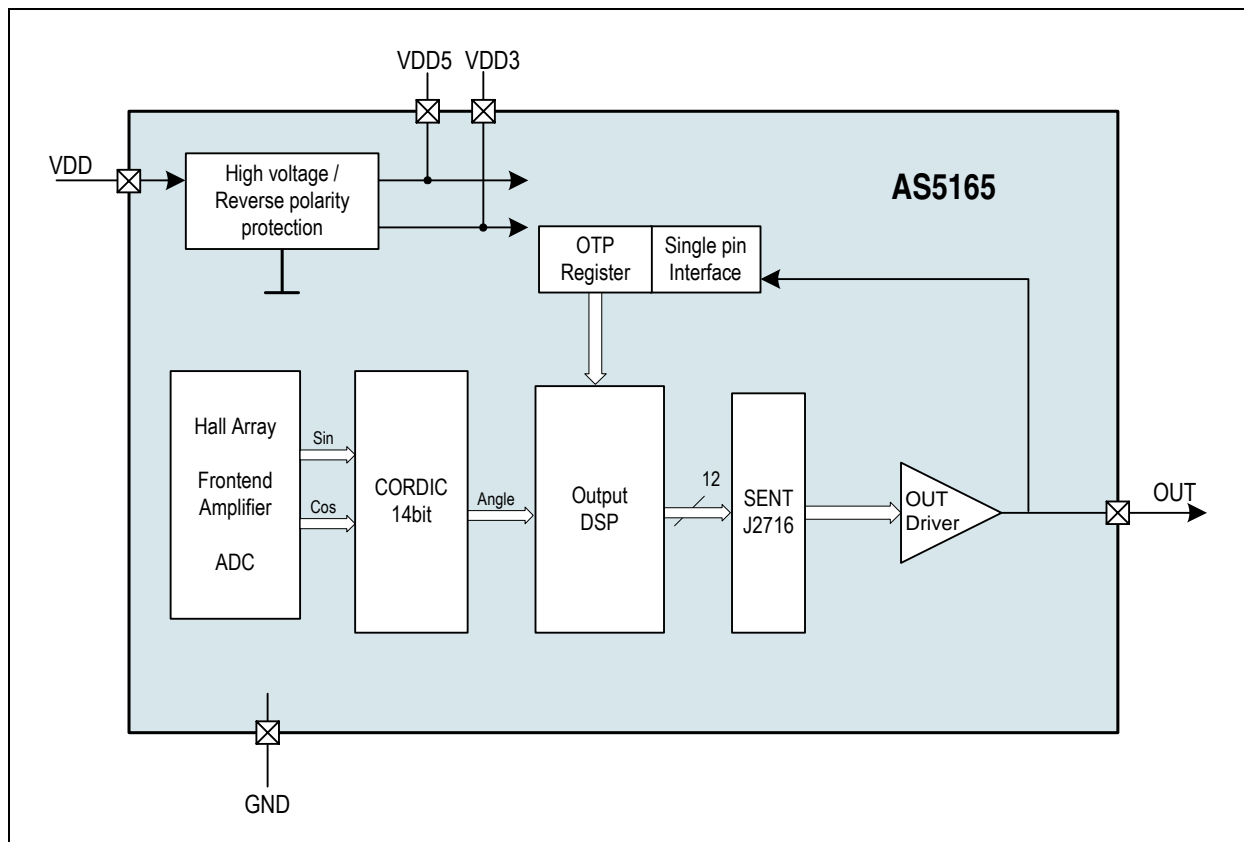 VDD5
VDD3
VDD
High voltage /
Reverse polarity
protection
AS5165
OTP
Register
Single pin
Interface
Hall Array
Frontend
Amplifier
ADC
Sin
Cos
CORDIC
14bit
Angle
Output
DSP
12
SENT
J2716
OUT
Driver
OUT
GND